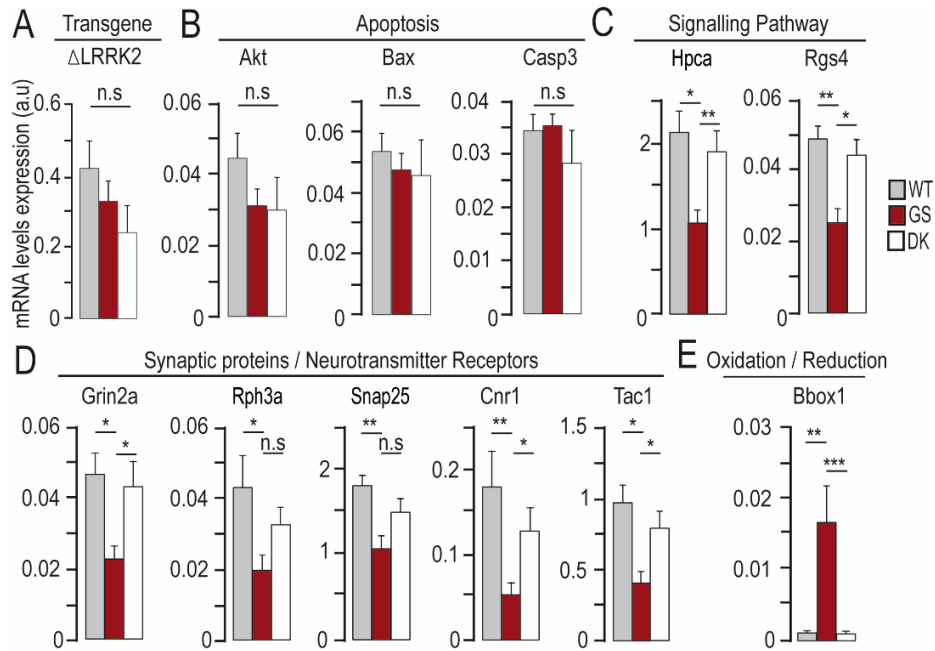 A Transgene
ΔLRRK2
mRNA levels expression (a.u)
0.6
0.4
0.2
0
n.s
B Apoptosis
Akt
0.06
0.04
0.02
0
n.s
Bax
0.06
0.04
0.02
0
n.s
Casp3
0.04
0.03
0.02
0.01
0
n.s
C Signalling Pathway
Hpca
2
1
0
*
**
Rgs4
0.06
0.04
0.02
0
**
*
WT
GS
DK
D Synaptic proteins / Neurotransmitter Receptors
Grin2a
0.06
0.04
0.02
0
*
*
Rph3a
0.06
0.04
0.02
0
*
n.s
Snap25
2
1
0
**
n.s
Cnr1
0.2
0.1
0
**
*
Tac1
1.5
1
0.5
0
*
*
E Oxidation / Reduction
Bbox1
0.03
0.02
0.01
0
**
***